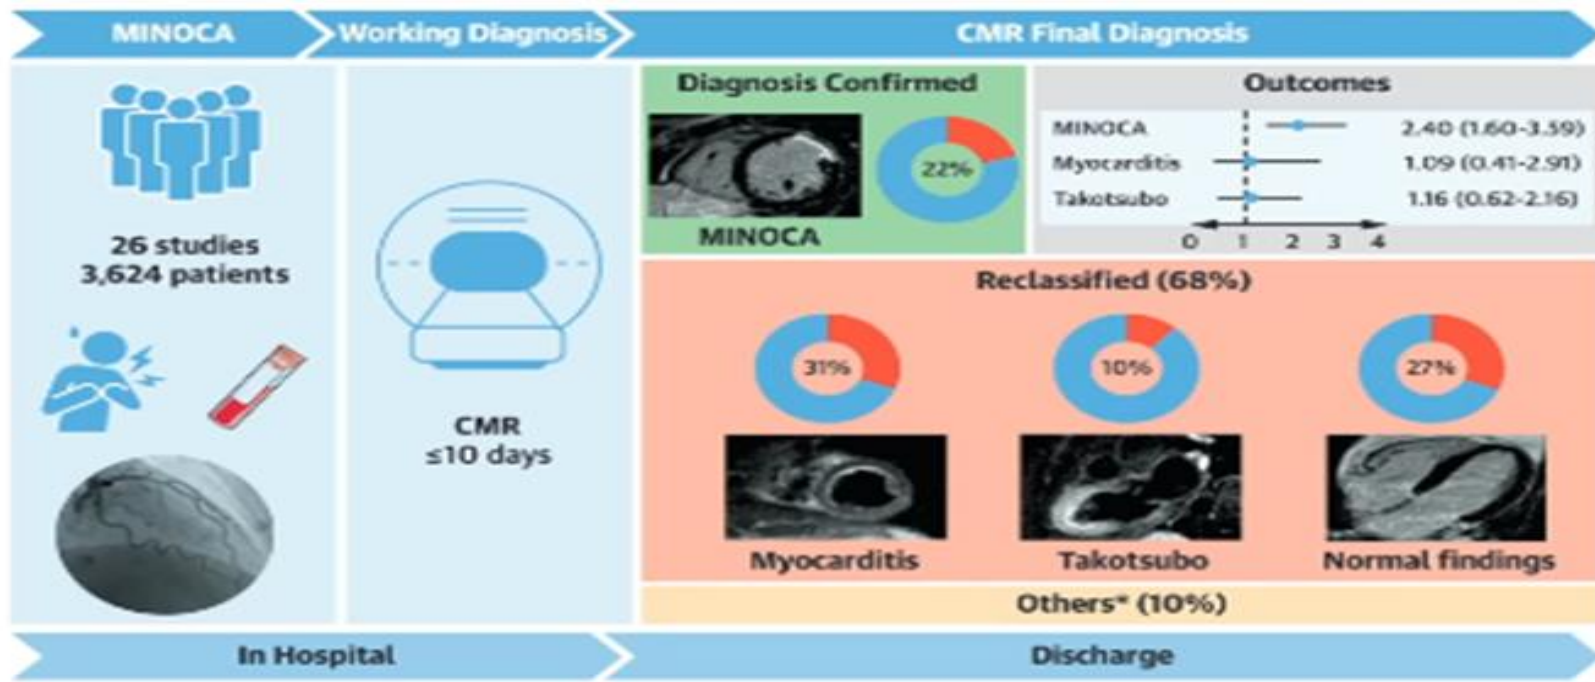 MINOCA
Working Diagnosis
CMR Final Diagnosis
26 studies
3,624 patients
CMR
≤10 days
Diagnosis Confirmed
22%
MINOCA
Outcomes
MINOCA 2.40 (1.60-3.59)
Myocarditis 1.09 (0.41-2.91)
Takotsubo 1.16 (0.62-2.16)
0 1 2 3 4
Reclassified (68%)
31% 10% 27%
Myocarditis Takotsubo Normal findings
Others* (10%)
In Hospital
Discharge